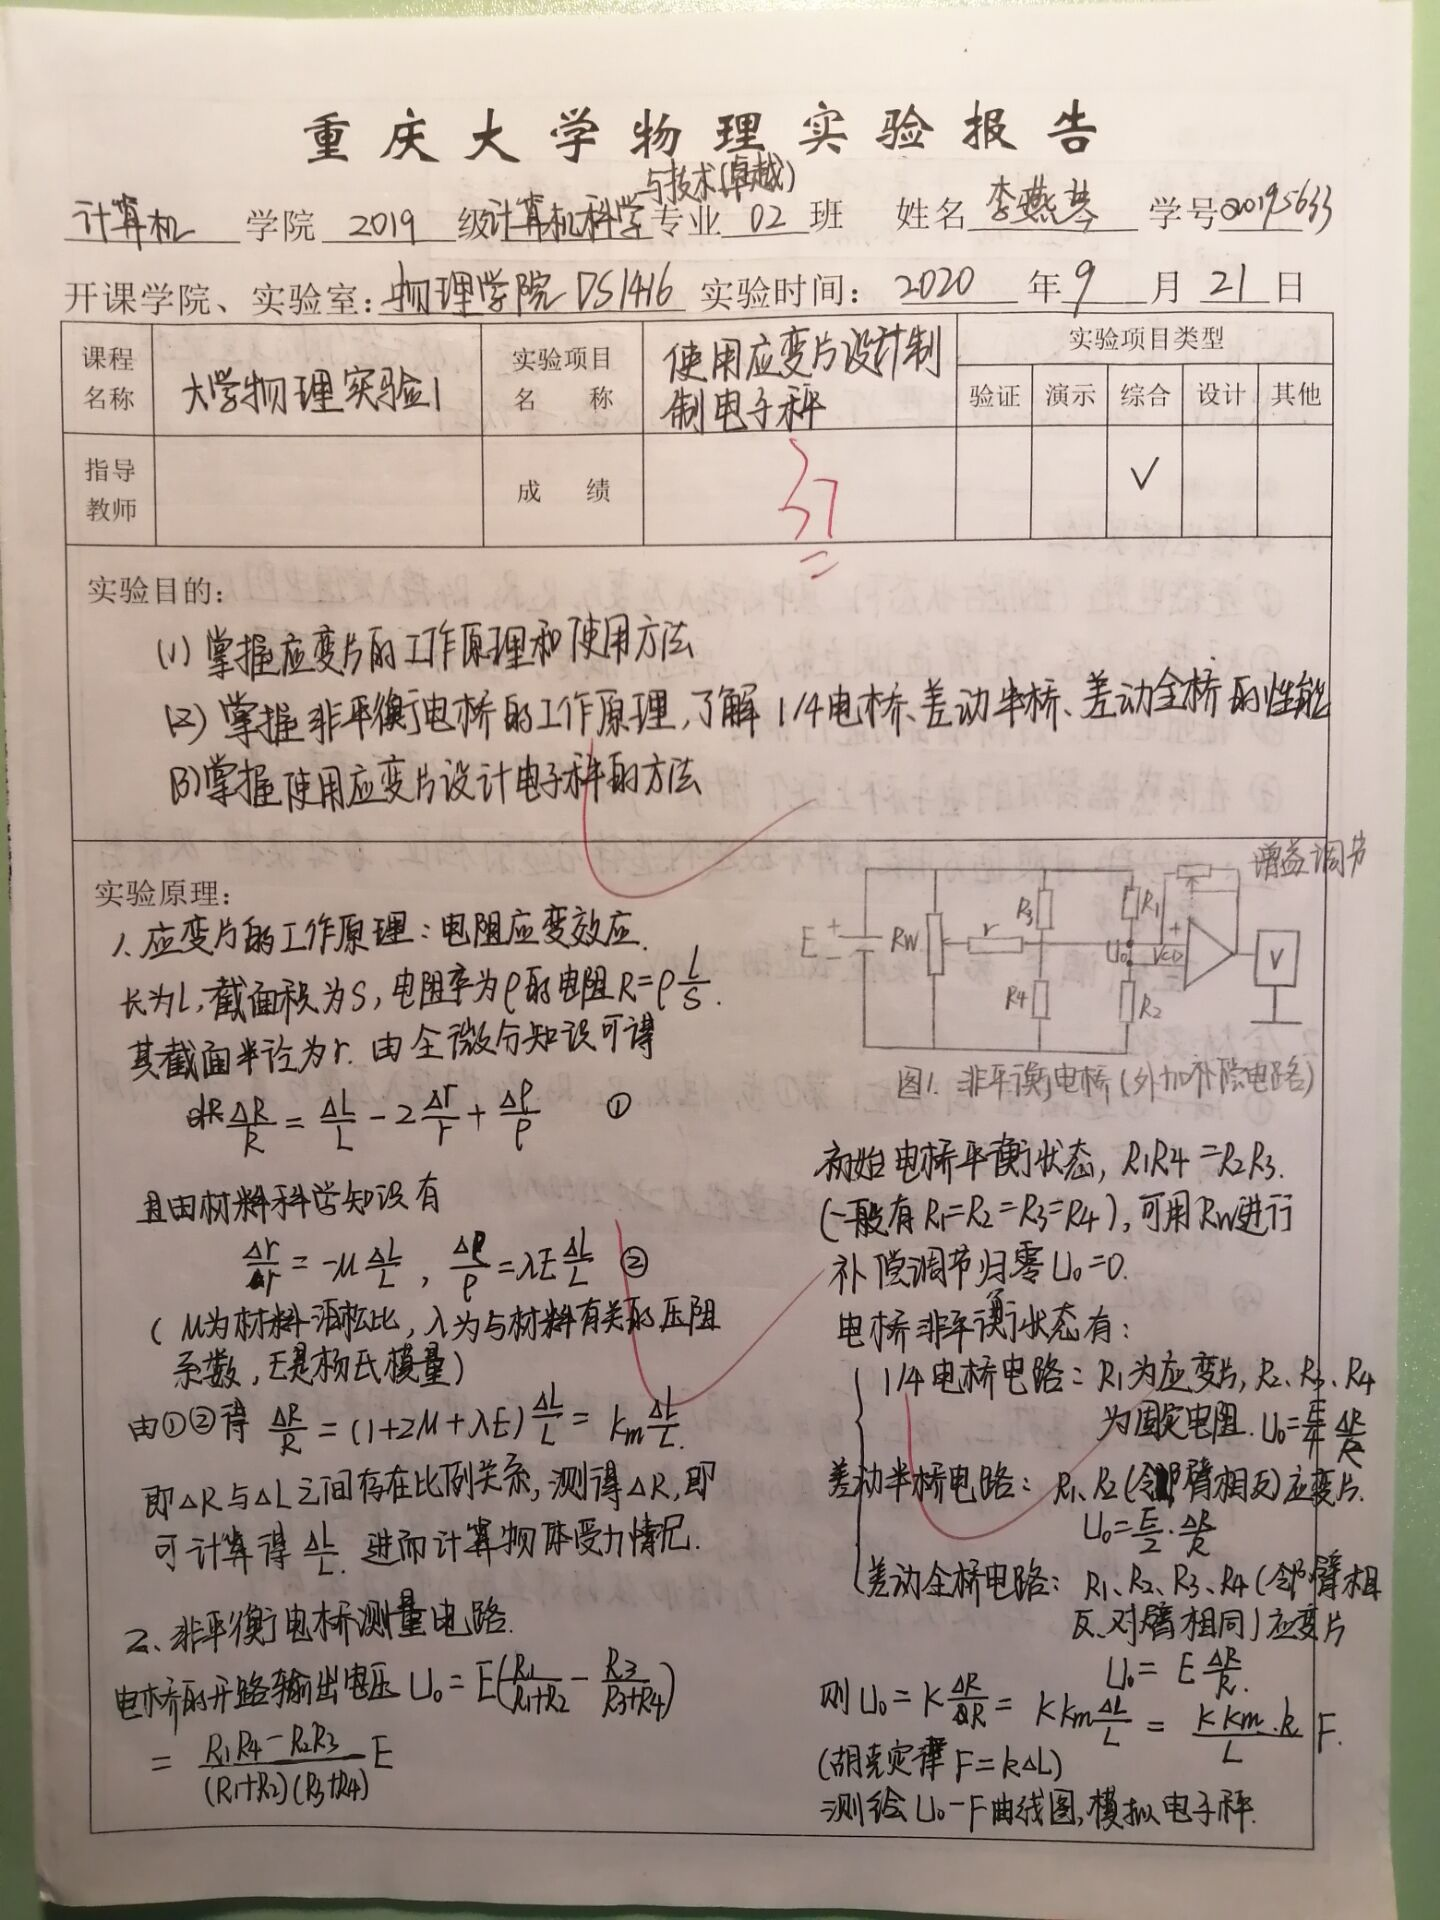 重庆大学物理实验报告
与技术(卓越)
计算机 学院 2019 级计算机科学专业 02 班 姓名 李燕琴 学号20195633
开课学院、实验室: 物理学院 DS1416 实验时间: 2020 年 9 月 21 日
课程名称 大学物理实验1 实验项目名称 使用应变片设计制制电子秤 实验项目类型
验证 演示 综合 设计 其他
指导教师 成绩 √
实验目的:
(1) 掌握应变片的工作原理和使用方法
(2) 掌握非平衡电桥的工作原理,了解1/4电桥、差动半桥、差动全桥的性能
(3) 掌握使用应变片设计电子秤的方法
实验原理:
1. 应变片的工作原理:电阻应变效应.
长为L,截面积为S,电阻率为ρ的电阻R=ρL/S.
其截面半径为r. 由全微分知识可得
ΔR/R = ΔL/L - 2Δr/r + Δρ/ρ ①
且由材料科学知识有
Δr/r = -μΔL/L , Δρ/ρ = λEΔL/L ②
(μ为材料泊松比,λ为与材料有关的压阻
系数,E是杨氏模量)
由①②得 ΔR/R = (1+2μ+λE)ΔL/L = kmΔL/L.
即ΔR与ΔL之间存在比例关系,测得ΔR,即
可计算得ΔL/L. 进而计算物体受力情况.
2、非平衡电桥测量电路.
电桥的开路输出电压 U₀ = E(R1/(R1+R2) - R3/(R3+R4))
= (R1R4-R2R3)/((R1+R2)(R3+R4)) E
增益调节
E + - RW r R3 R4 R1 R2 U₀ + V
图1. 非平衡电桥(外加补偿电路)
初始电桥平衡状态, R1R4=R2R3.
(一般有R1=R2=R3=R4),可用RW进行
补偿调节归零U₀=0.
电桥非平衡状态有:
1/4电桥电路: R1为应变片, R2、R3、R4
为固定电阻. U₀=E/4 ΔR/R
差动半桥电路: R1、R2(邻臂相反)应变片.
U₀=E/2·ΔR/R
差动全桥电路: R1、R2、R3、R4(邻臂相
反、对臂相同)应变片
U₀= E ΔR/R.
则U₀ = K ΔR/R = K km ΔL/L = K km·k/L F.
(胡克定律 F=kΔL)
测绘U₀-F曲线图,模拟电子秤.